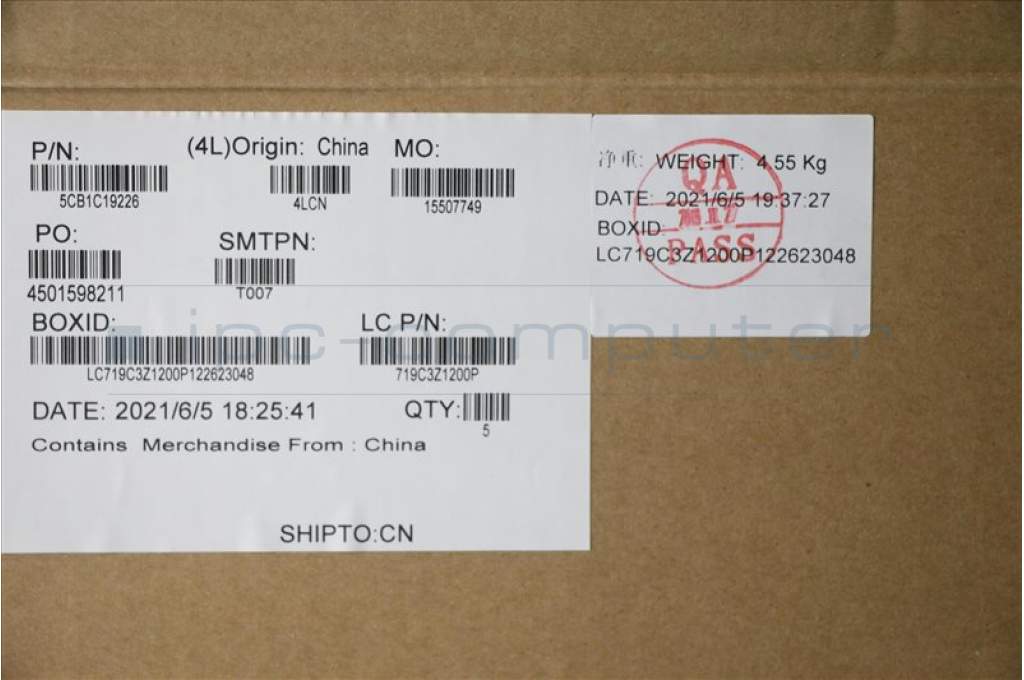 P/N: (4L)Origin: China MO:
5CB1C19226 4LCN 15507749
PO: SMTPN:
4501598211 T007
BOXID: LC P/N:
LC719C3Z1200P122623048 719C3Z1200P
DATE: 2021/6/5 18:25:41 QTY:
5
Contains Merchandise From : China
SHIPTO:CN
净重: WEIGHT: 4.55 Kg
DATE: 2021/6/5 19:37:27
BOXID:
LC719C3Z1200P122623048
QA
PASS
ipc-computer